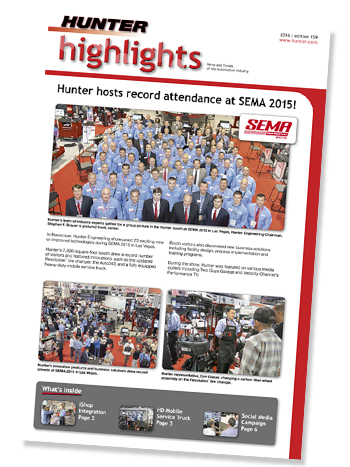 HUNTER
highlights
News and Trends
of the Automotive Industry
2016 | edition 159
www.hunter.com
Hunter hosts record attendance at SEMA 2015!
SEMA
Hunter's team of industry experts gather for a group picture in the Hunter booth at SEMA 2015 in Las Vegas. Hunter Engineering Chairman,
Stephen F. Brauer is pictured front, center.
In November, Hunter Engineering showcased 23 exciting new
or improved technologies during SEMA 2015 in Las Vegas.
Hunter's 7,000-square-foot booth drew a record number
of visitors and featured innovations such as the updated
Revolution™ tire changer, the Auto34S and a fully equipped
heavy-duty mobile service truck.
Booth visitors also discovered new business solutions
including facility design, process implementation and
training programs.
During the show, Hunter was featured on various media
outlets including Two Guys Garage and Velocity Channel's
Performance TV.
Hunter's innovative products and business solutions drew record
crowds at SEMA 2015 in Las Vegas.
Hunter representative, Don Gieser, changing a carbon fiber wheel
assembly on the Revolution™ tire changer.
What's Inside
iShop
Integration
Page 2
HD Mobile
Service Truck
Page 3
Social Media
Campaign
Page 6